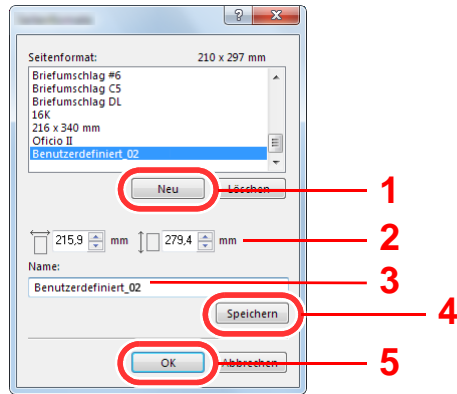 Seitenformat: 210 x 297 mm
Briefumschlag #6
Briefumschlag C5
Briefumschlag DL
16K
216 x 340 mm
Oficio II
Benutzerdefiniert_02
Neu Löschen 1
215,9 mm 279,4 mm 2
Name:
Benutzerdefiniert_02 3
Speichern 4
OK Abbrechen 5